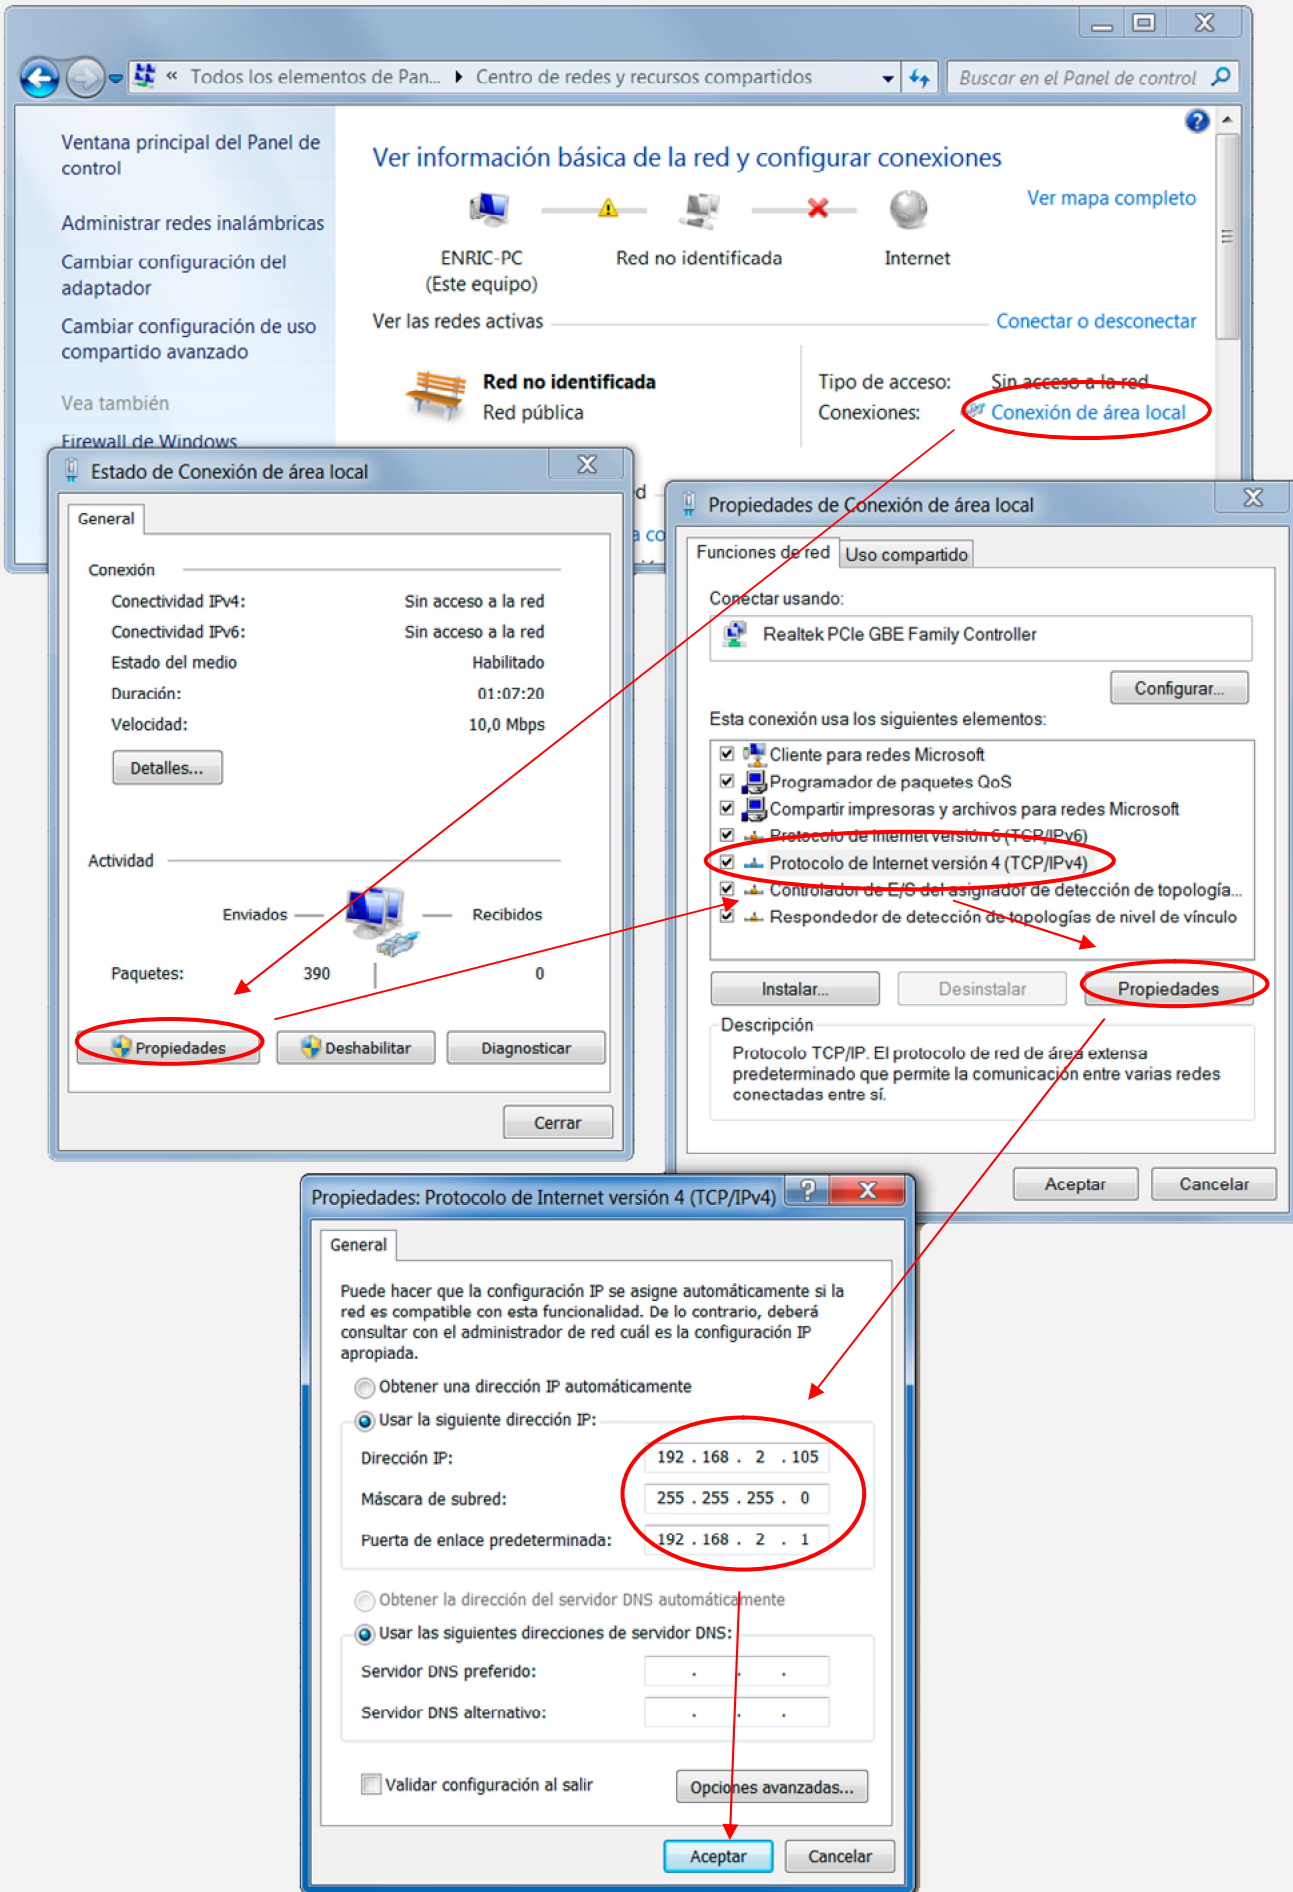 « Todos los elementos de Pan... ▸ Centro de redes y recursos compartidos
Buscar en el Panel de control
Ventana principal del Panel de
control
Administrar redes inalámbricas
Cambiar configuración del
adaptador
Cambiar configuración de uso
compartido avanzado
Vea también
Firewall de Windows
Ver información básica de la red y configurar conexiones
Ver mapa completo
ENRIC-PC
(Este equipo)
Red no identificada
Internet
Ver las redes activas
Conectar o desconectar
Red no identificada
Red pública
Tipo de acceso: Sin acceso a la red
Conexiones: Conexión de área local
d
a co
Estado de Conexión de área local
General
Conexión
Conectividad IPv4: Sin acceso a la red
Conectividad IPv6: Sin acceso a la red
Estado del medio Habilitado
Duración: 01:07:20
Velocidad: 10,0 Mbps
Detalles...
Actividad
Enviados — Recibidos
Paquetes: 390 0
Propiedades Deshabilitar Diagnosticar
Cerrar
Propiedades de Conexión de área local
Funciones de red Uso compartido
Conectar usando:
Realtek PCIe GBE Family Controller
Configurar...
Esta conexión usa los siguientes elementos:
Cliente para redes Microsoft
Programador de paquetes QoS
Compartir impresoras y archivos para redes Microsoft
Protocolo de Internet versión 6 (TCP/IPv6)
Protocolo de Internet versión 4 (TCP/IPv4)
Controlador de E/S del asignador de detección de topología...
Respondedor de detección de topologías de nivel de vínculo
Instalar... Desinstalar Propiedades
Descripción
Protocolo TCP/IP. El protocolo de red de área extensa
predeterminado que permite la comunicación entre varias redes
conectadas entre sí.
Aceptar Cancelar
Propiedades: Protocolo de Internet versión 4 (TCP/IPv4)
General
Puede hacer que la configuración IP se asigne automáticamente si la
red es compatible con esta funcionalidad. De lo contrario, deberá
consultar con el administrador de red cuál es la configuración IP
apropiada.
Obtener una dirección IP automáticamente
Usar la siguiente dirección IP:
Dirección IP: 192 . 168 . 2 . 105
Máscara de subred: 255 . 255 . 255 . 0
Puerta de enlace predeterminada: 192 . 168 . 2 . 1
Obtener la dirección del servidor DNS automáticamente
Usar las siguientes direcciones de servidor DNS:
Servidor DNS preferido: . . .
Servidor DNS alternativo: . . .
Validar configuración al salir
Opciones avanzadas...
Aceptar Cancelar